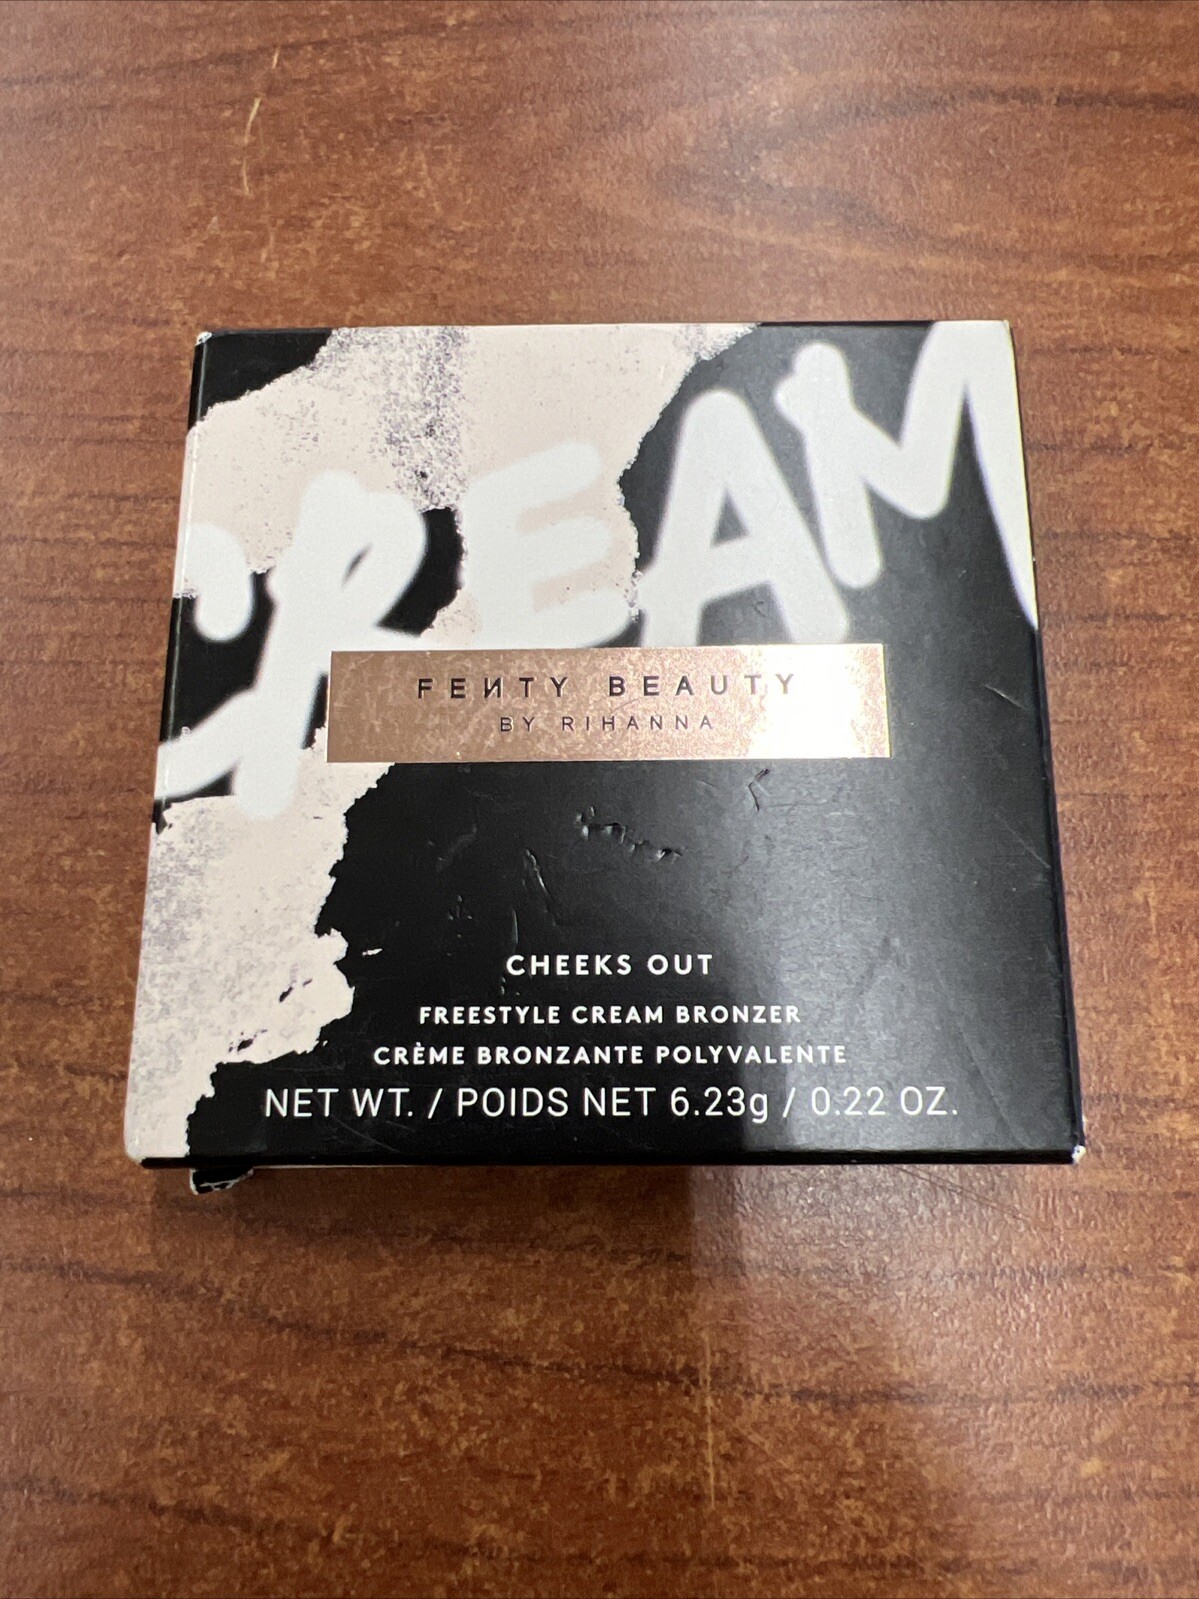 CREAM
FEИTY BEAUTY
BY RIHANNA
CHEEKS OUT
FREESTYLE CREAM BRONZER
CRÈME BRONZANTE POLYVALENTE
NET WT. / POIDS NET 6.23g / 0.22 OZ.